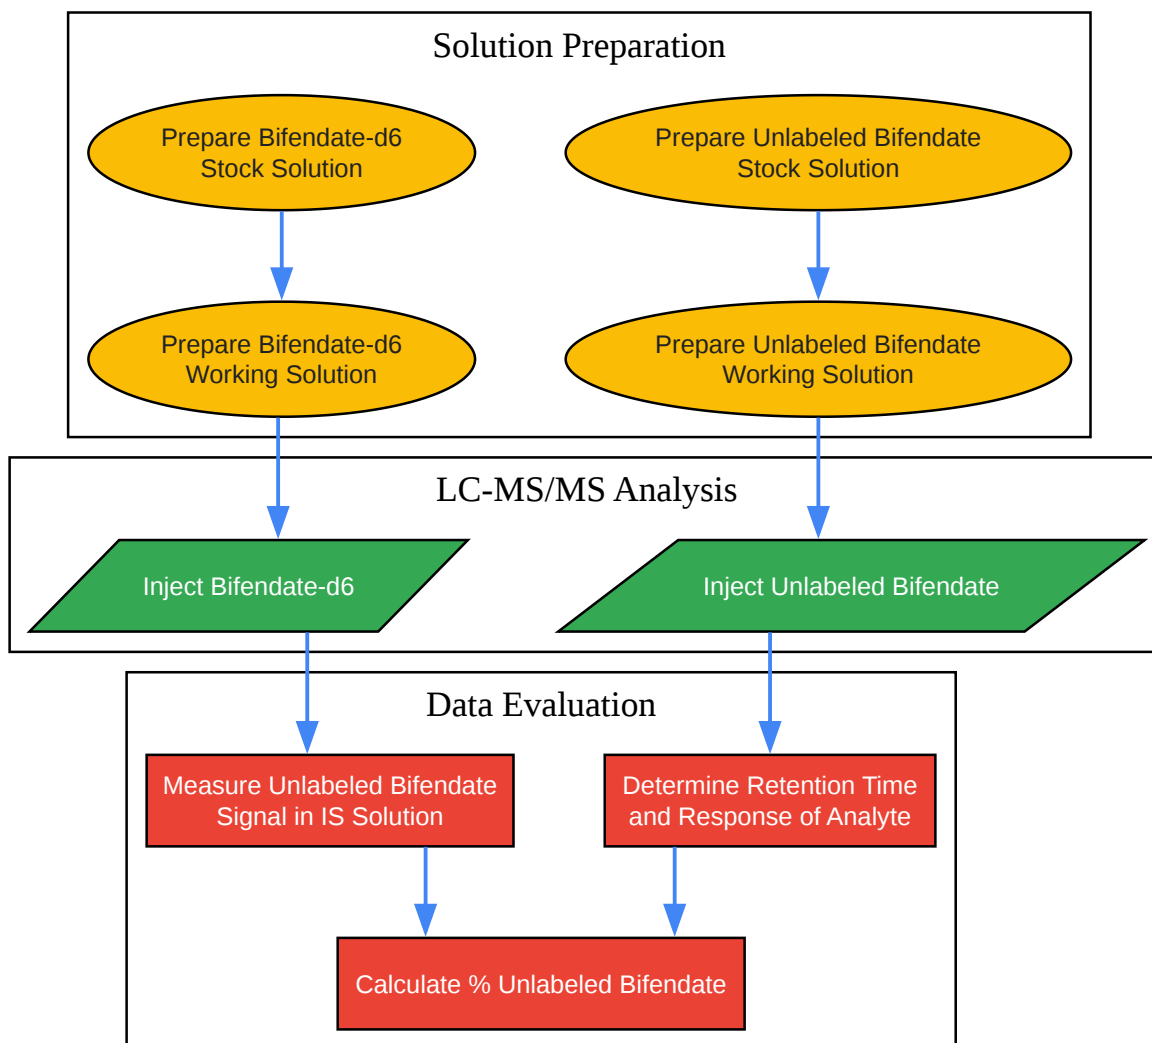 Solution Preparation
Prepare Bifendate-d6
Stock Solution
Prepare Unlabeled Bifendate
Stock Solution
Prepare Bifendate-d6
Working Solution
Prepare Unlabeled Bifendate
Working Solution
LC-MS/MS Analysis
Inject Bifendate-d6
Inject Unlabeled Bifendate
Data Evaluation
Measure Unlabeled Bifendate
Signal in IS Solution
Determine Retention Time
and Response of Analyte
Calculate % Unlabeled Bifendate